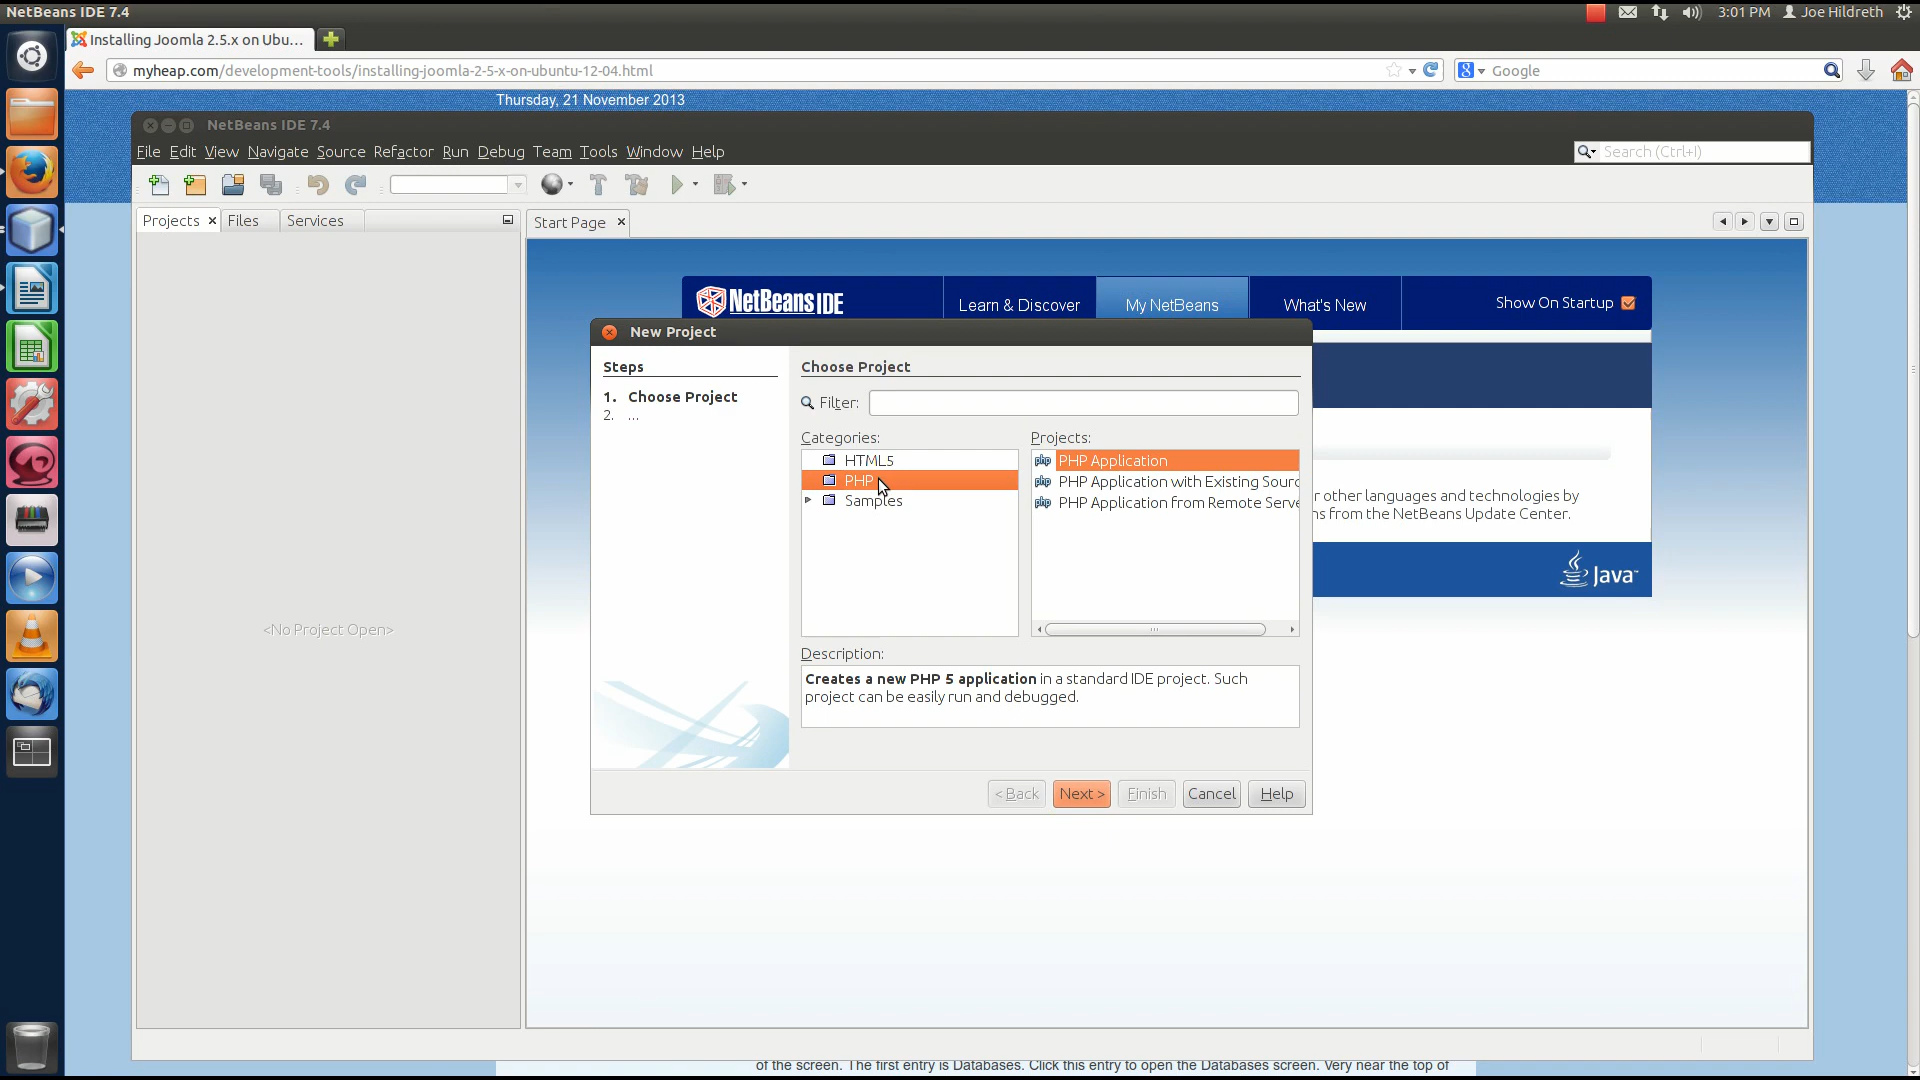 NetBeans IDE 7.4
3:01 PM Joe Hildreth
Installing Joomla 2.5.x on Ubu...
myheap.com/development-tools/installing-joomla-2-5-x-on-ubuntu-12-04.html
Google
Thursday, 21 November 2013
NetBeans IDE 7.4
File Edit View Navigate Source Refactor Run Debug Team Tools Window Help
Search (Ctrl+I)
Projects Files Services
Start Page
NetBeans IDE
Learn & Discover My NetBeans What's New Show On Startup
New Project
Steps
1. Choose Project
2. ...
Choose Project
Filter:
Categories:
HTML5
PHP
Samples
Projects:
php PHP Application
php PHP Application with Existing Sourc
php PHP Application from Remote Serve
r other languages and technologies by
ns from the NetBeans Update Center.
Java
<No Project Open>
Description:
Creates a new PHP 5 application in a standard IDE project. Such
project can be easily run and debugged.
< Back Next > Finish Cancel Help
of the screen. The first entry is Databases. Click this entry to open the Databases screen. Very near the top of